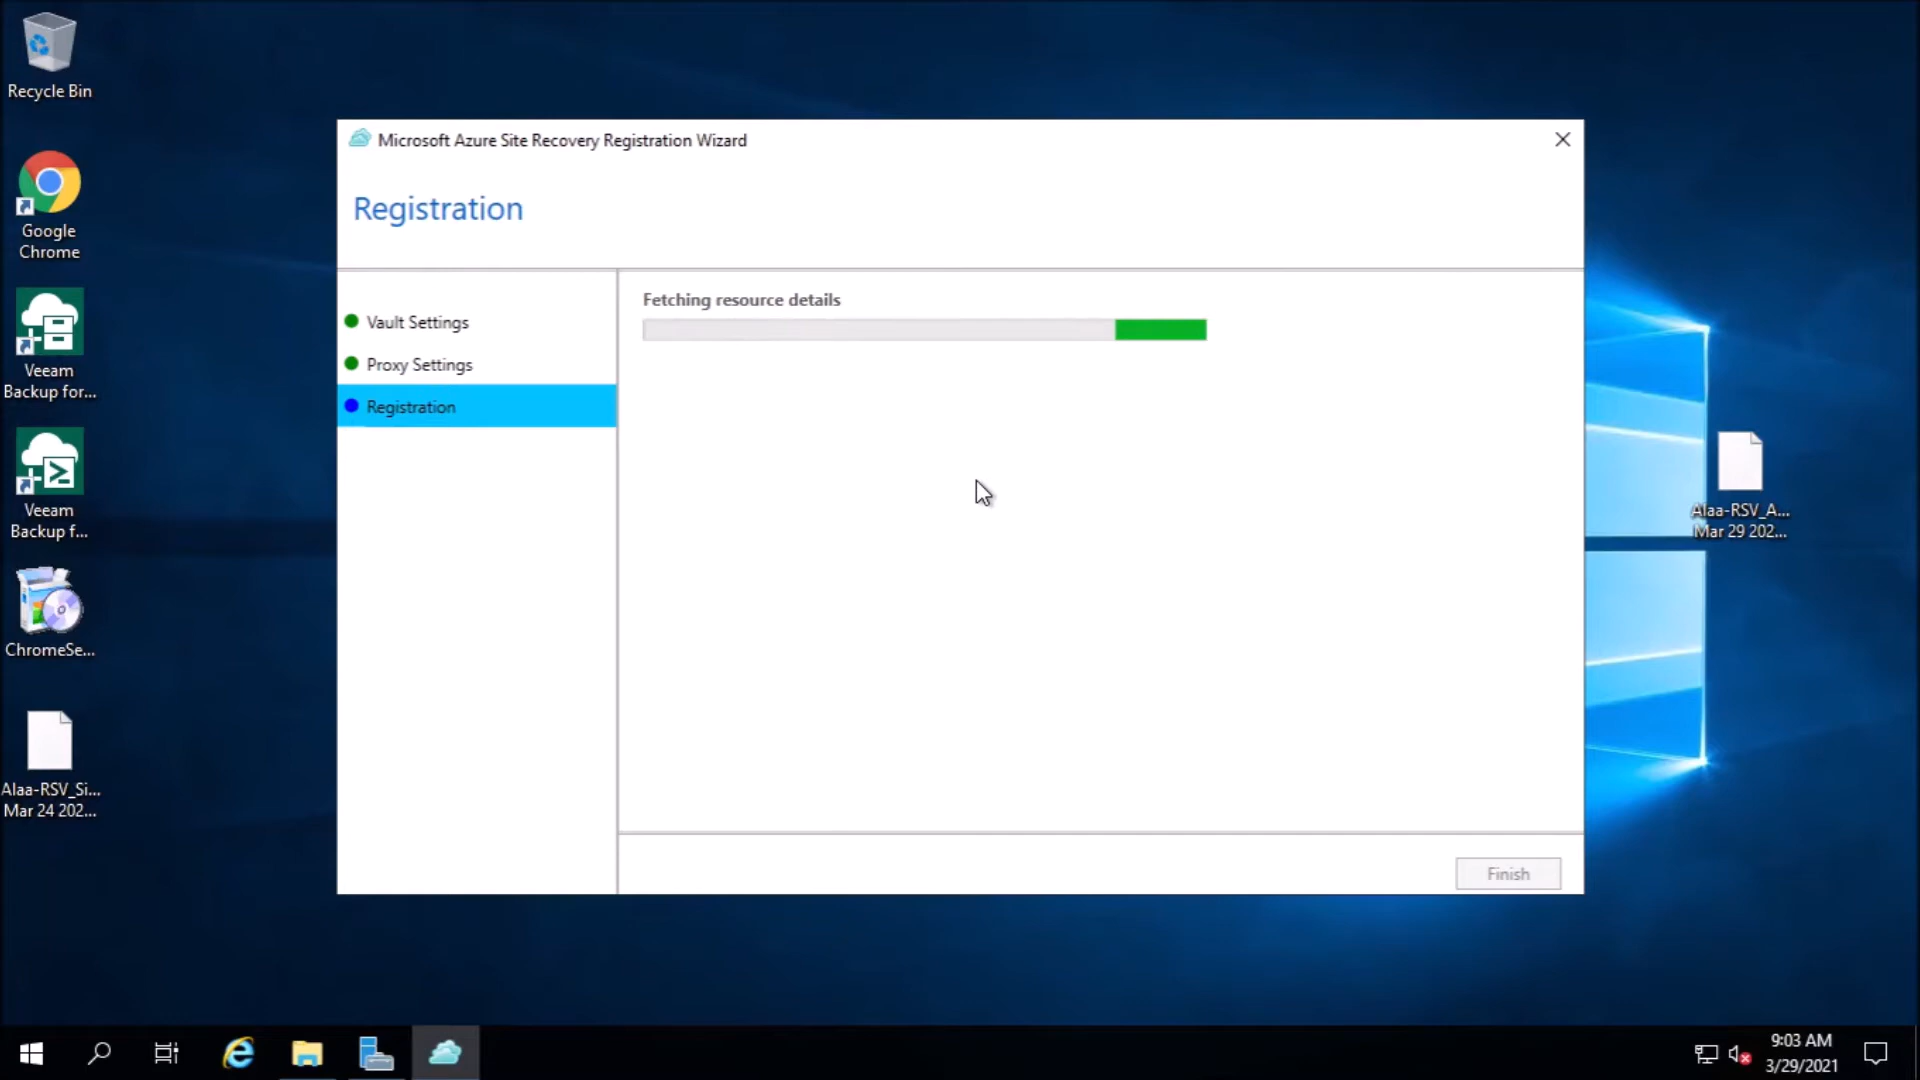 Recycle Bin
Google
Chrome
Veeam
Backup for...
Veeam
Backup f...
ChromeSe...
Alaa-RSV_Si...
Mar 24 202...
Microsoft Azure Site Recovery Registration Wizard
Registration
Vault Settings
Proxy Settings
Registration
Fetching resource details
Finish
Alaa-RSV_A...
Mar 29 202...
9:03 AM
3/29/2021